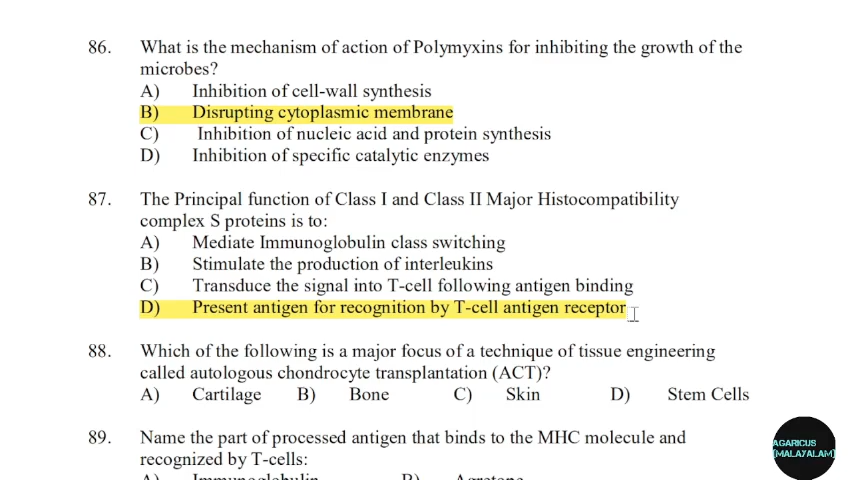 86. What is the mechanism of action of Polymyxins for inhibiting the growth of the
microbes?
A) Inhibition of cell-wall synthesis
B) Disrupting cytoplasmic membrane
C) Inhibition of nucleic acid and protein synthesis
D) Inhibition of specific catalytic enzymes
87. The Principal function of Class I and Class II Major Histocompatibility
complex S proteins is to:
A) Mediate Immunoglobulin class switching
B) Stimulate the production of interleukins
C) Transduce the signal into T-cell following antigen binding
D) Present antigen for recognition by T-cell antigen receptor
88. Which of the following is a major focus of a technique of tissue engineering
called autologous chondrocyte transplantation (ACT)?
A) Cartilage B) Bone C) Skin D) Stem Cells
89. Name the part of processed antigen that binds to the MHC molecule and
recognized by T-cells:
A) Immunoglobulin B) Agretope
AGARICUS
(MALAYALAM)